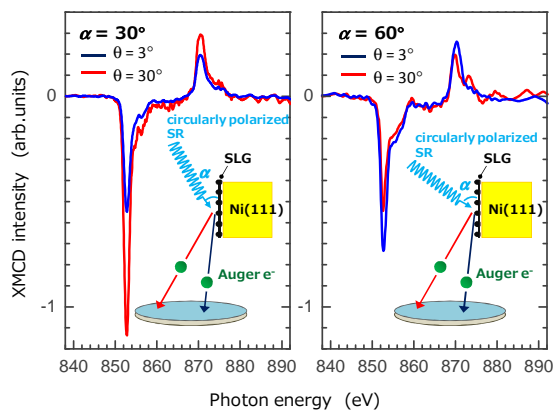 α = 30°
θ = 3°
θ = 30°
circularly polarized
SR
α
SLG
Ni(111)
Auger e-
α = 60°
θ = 3°
θ = 30°
circularly polarized
SR
α
SLG
Ni(111)
Auger e-
0
-1
XMCD intensity (arb.units)
840 850 860 870 880 890
840 850 860 870 880 890
Photon energy (eV)